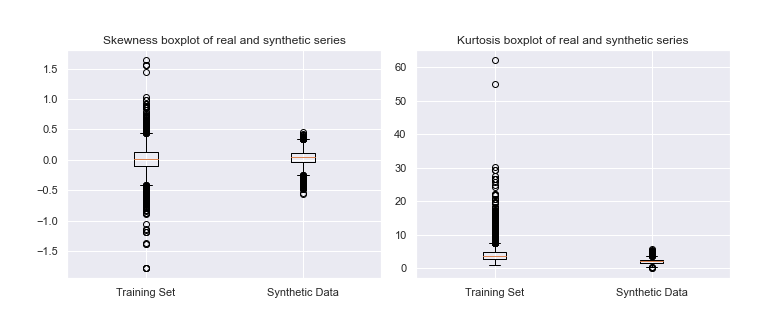 Skewness boxplot of real and synthetic series
1.5
1.0
0.5
0.0
−0.5
−1.0
−1.5
Training Set
Synthetic Data
Kurtosis boxplot of real and synthetic series
60
50
40
30
20
10
0
Training Set
Synthetic Data